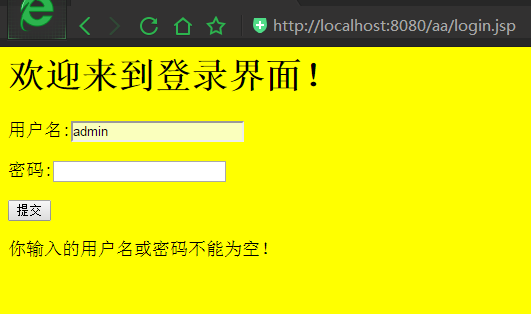 http://localhost:8080/aa/login.jsp
欢迎来到登录界面！
用户名:admin
密码:
提交
你输入的用户名或密码不能为空！